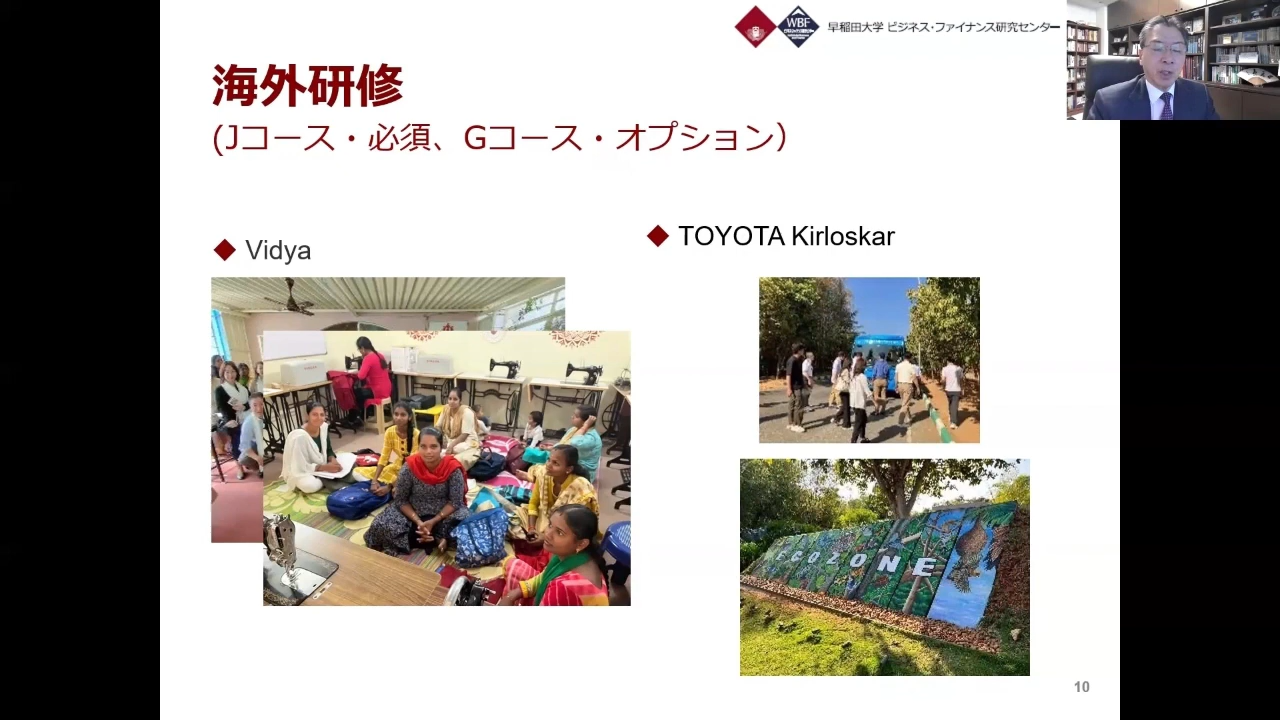 WBF
早稲田大学 ビジネス・ファイナンス研究センター
海外研修
(Jコース・必須、Gコース・オプション）
Vidya
TOYOTA Kirloskar
ECOZONE
10